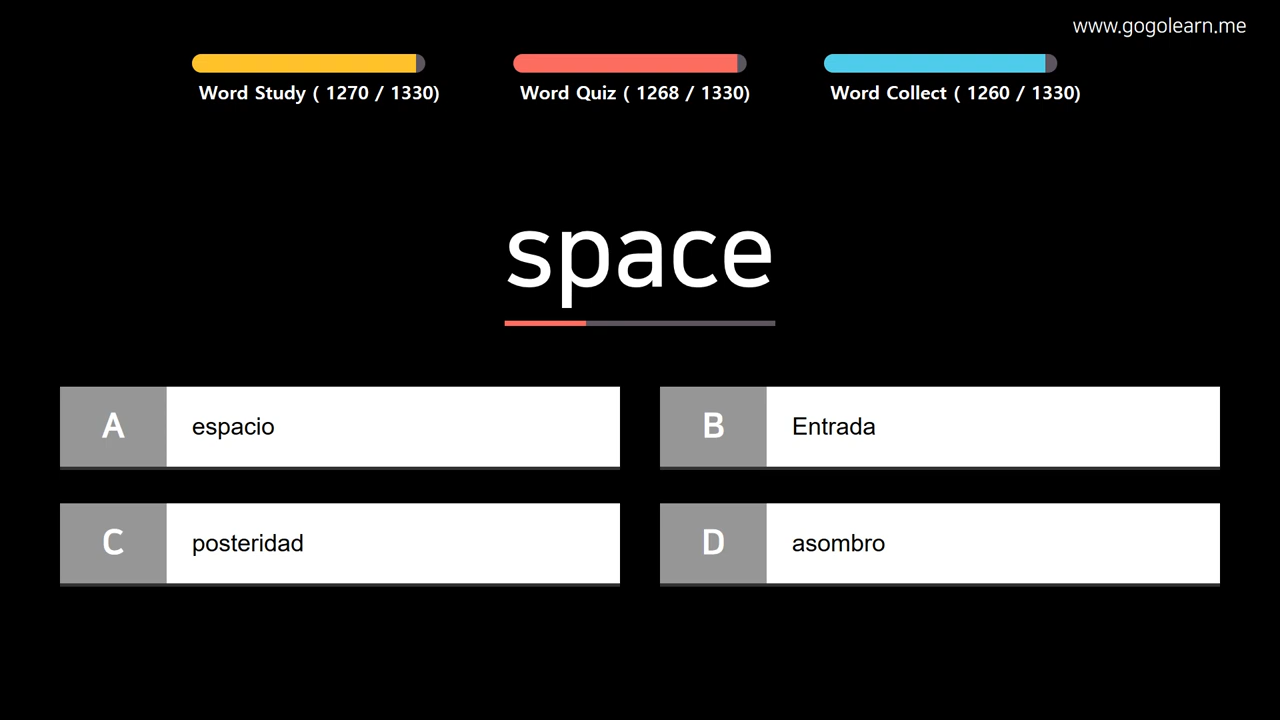 www.gogolearn.me
Word Study ( 1270 / 1330)
Word Quiz ( 1268 / 1330)
Word Collect ( 1260 / 1330)
space
A espacio
B Entrada
C posteridad
D asombro